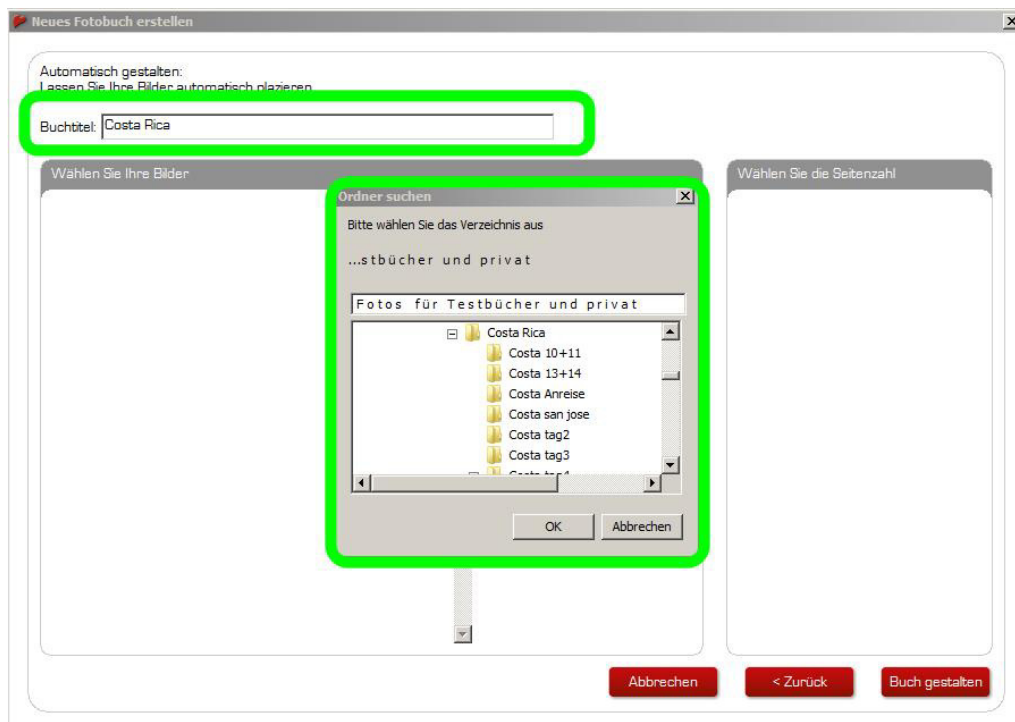 Neues Fotobuch erstellen
Automatisch gestalten:
Lassen Sie Ihre Bilder automatisch plazieren
Buchtitel: Costa Rica
Wählen Sie Ihre Bilder
Wählen Sie die Seitenzahl
Ordner suchen
Bitte wählen Sie das Verzeichnis aus
...stbücher und privat
Fotos für Testbücher und privat
Costa Rica
Costa 10+11
Costa 13+14
Costa Anreise
Costa san jose
Costa tag2
Costa tag3
Costa tag4
OK Abbrechen
Abbrechen < Zurück Buch gestalten